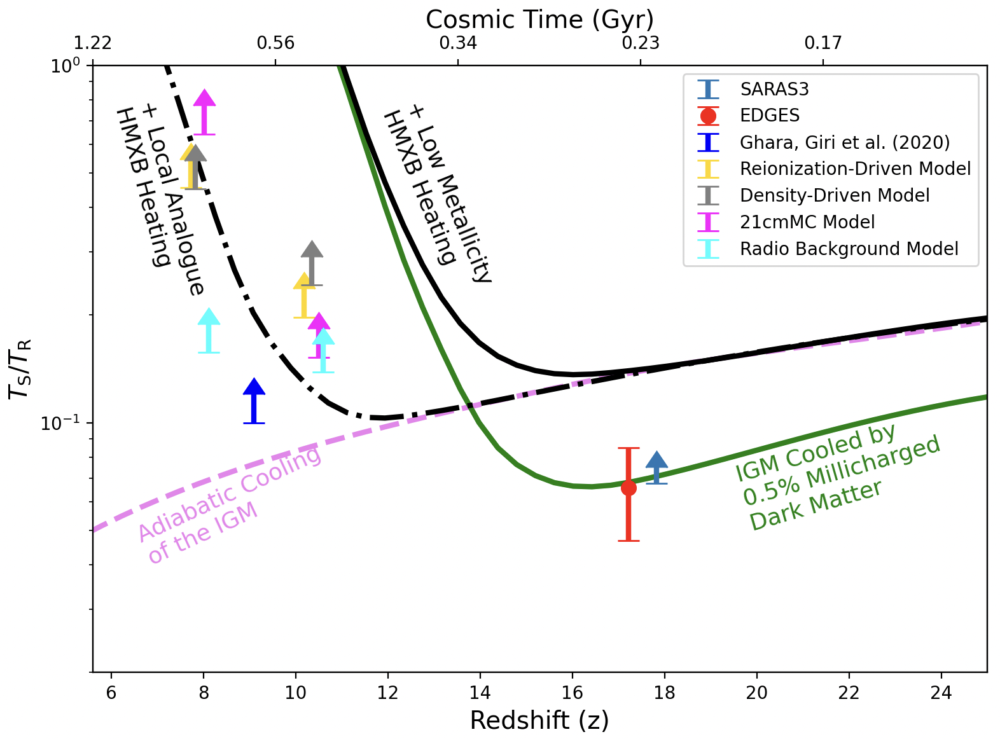 Cosmic Time (Gyr)
1.22 0.56 0.34 0.23 0.17
10⁰
10⁻¹
T_S/T_R
+ Local Analogue
HMXB Heating
+ Low Metallicity
HMXB Heating
SARAS3
EDGES
Ghara, Giri et al. (2020)
Reionization-Driven Model
Density-Driven Model
21cmMC Model
Radio Background Model
Adiabatic Cooling
of the IGM
IGM Cooled by
0.5% Millicharged
Dark Matter
6 8 10 12 14 16 18 20 22 24
Redshift (z)